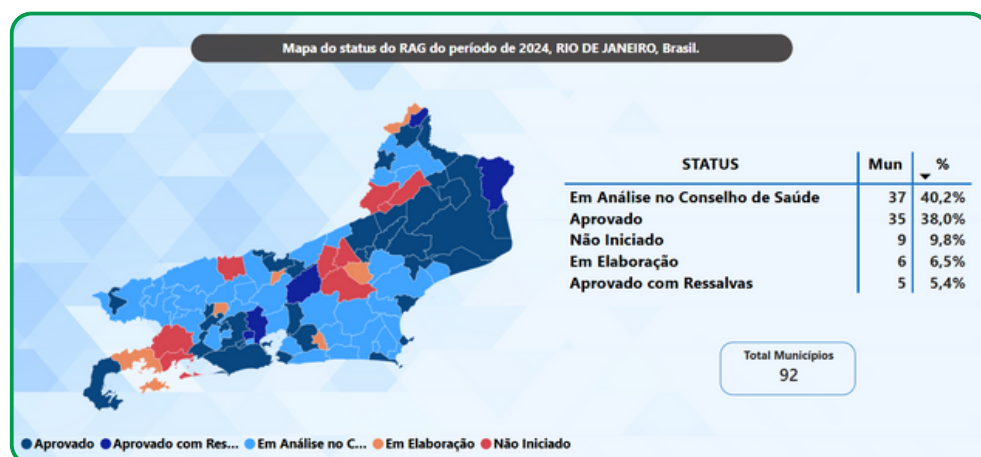 Mapa do status do RAG do período de 2024, RIO DE JANEIRO, Brasil.
STATUS Mun %
Em Análise no Conselho de Saúde 37 40,2%
Aprovado 35 38,0%
Não Iniciado 9 9,8%
Em Elaboração 6 6,5%
Aprovado com Ressalvas 5 5,4%
Total Municípios
92
Aprovado Aprovado com Res... Em Análise no C... Em Elaboração Não Iniciado